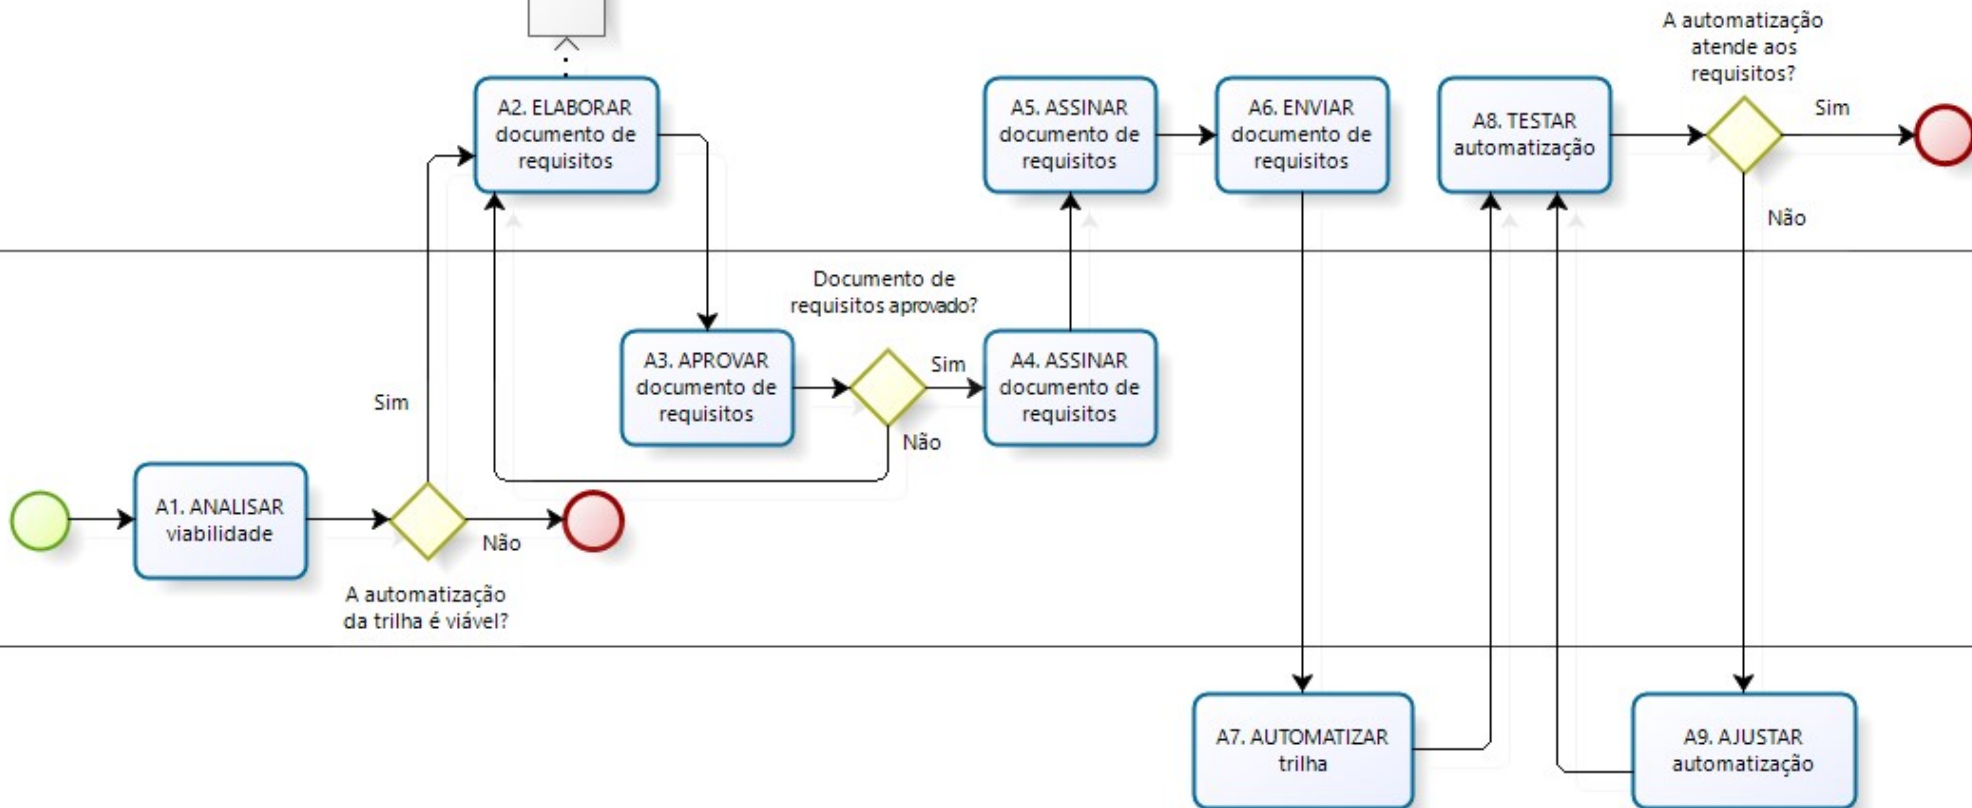 A automatização
atende aos
requisitos?
A2. ELABORAR
documento de
requisitos
A5. ASSINAR
documento de
requisitos
A6. ENVIAR
documento de
requisitos
A8. TESTAR
automatização
Sim
Não
Documento de
requisitos aprovado?
A3. APROVAR
documento de
requisitos
Sim
A4. ASSINAR
documento de
requisitos
Sim
Não
A1. ANALISAR
viabilidade
Não
A automatização
da trilha é viável?
A7. AUTOMATIZAR
trilha
A9. AJUSTAR
automatização